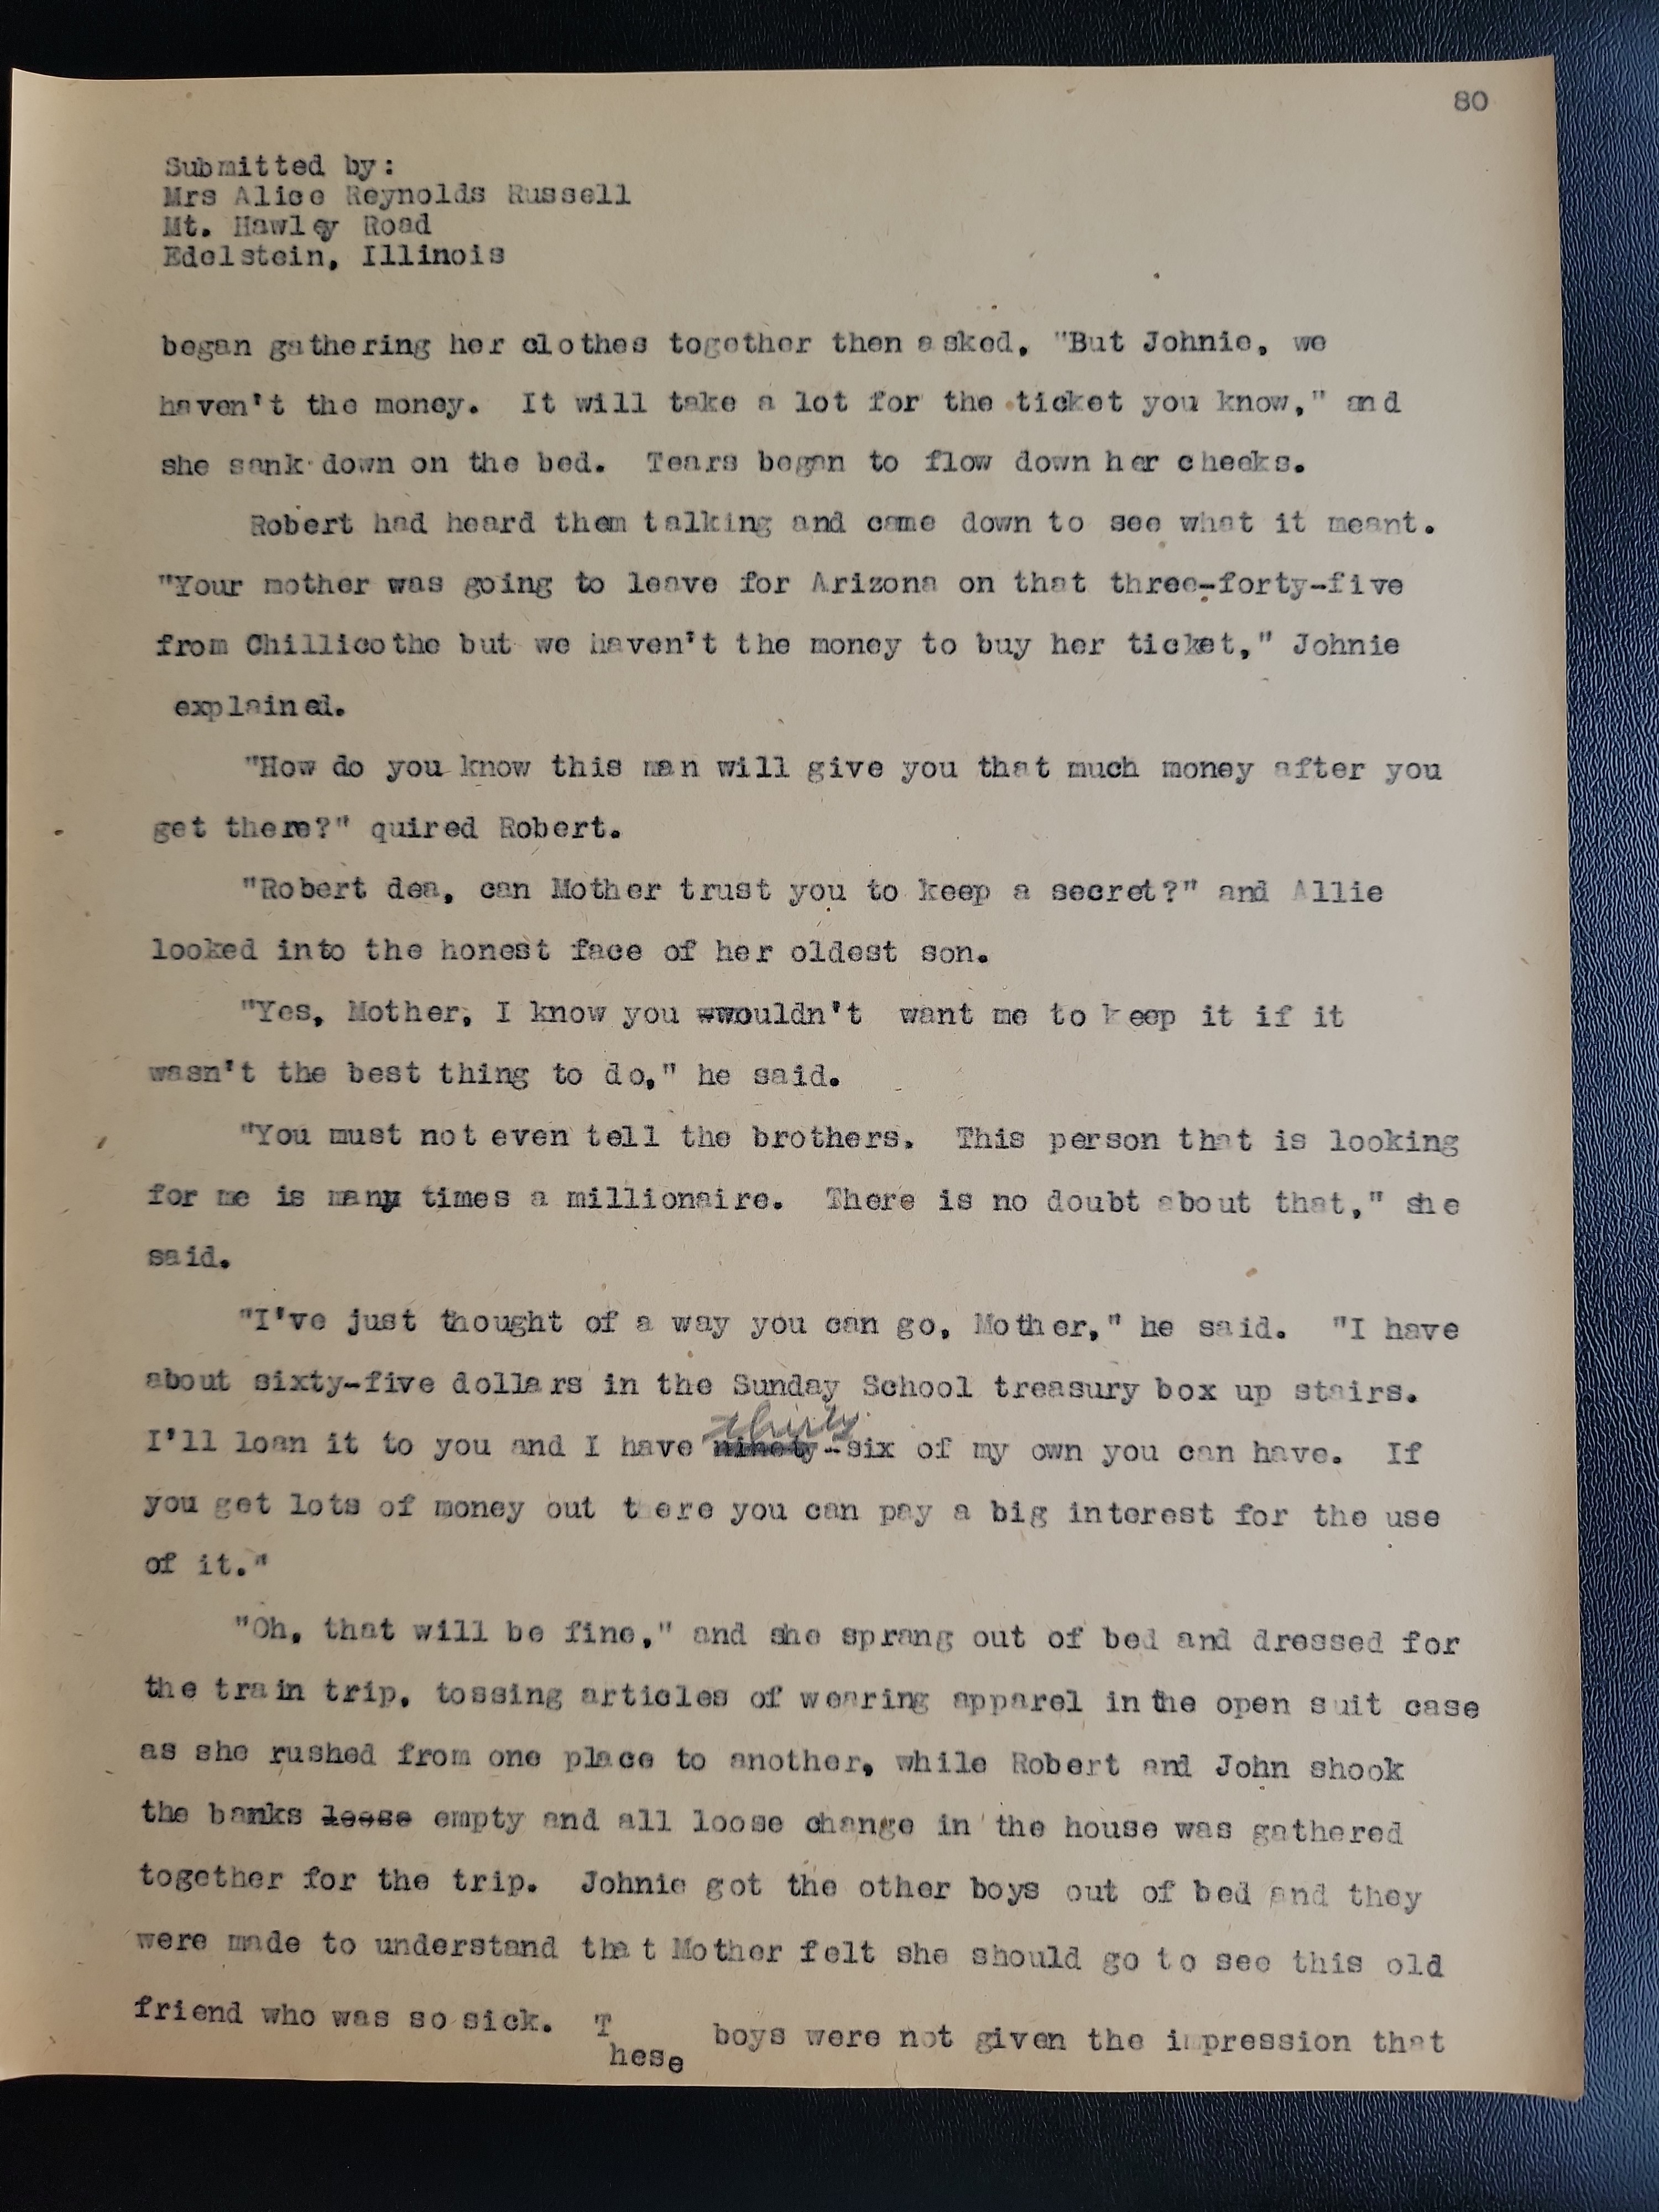 80
Submitted by:
Mrs Alice Reynolds Russell
Mt. Hawley Road
Edelstein, Illinois
began gathering her clothes together then asked, "But Johnie, we
haven't the money. It will take a lot for the ticket you know," and
she sank down on the bed. Tears began to flow down her cheeks.
Robert had heard them talking and came down to see what it meant.
"Your mother was going to leave for Arizona on that three-forty-five
from Chillicothe but we haven't the money to buy her ticket," Johnie
explained.
"How do you know this man will give you that much money after you
get there?" quired Robert.
"Robert dea, can Mother trust you to keep a secret?" and Allie
looked into the honest face of her oldest son.
"Yes, Mother, I know you wwouldn't want me to keep it if it
wasn't the best thing to do," he said.
"You must not even tell the brothers. This person that is looking
for me is many times a millionaire. There is no doubt about that," she
said.
"I've just thought of a way you can go, Mother," he said. "I have
about sixty-five dollars in the Sunday School treasury box up stairs.
thirty
I'll loan it to you and I have ninety-six of my own you can have. If
you get lots of money out there you can pay a big interest for the use
of it."
"Oh, that will be fine," and she sprang out of bed and dressed for
the train trip, tossing articles of wearing apparel in the open suit case
as she rushed from one place to another, while Robert and John shook
the banks loose empty and all loose change in the house was gathered
together for the trip. Johnie got the other boys out of bed and they
were made to understand that Mother felt she should go to see this old
friend who was so sick. These boys were not given the impression that